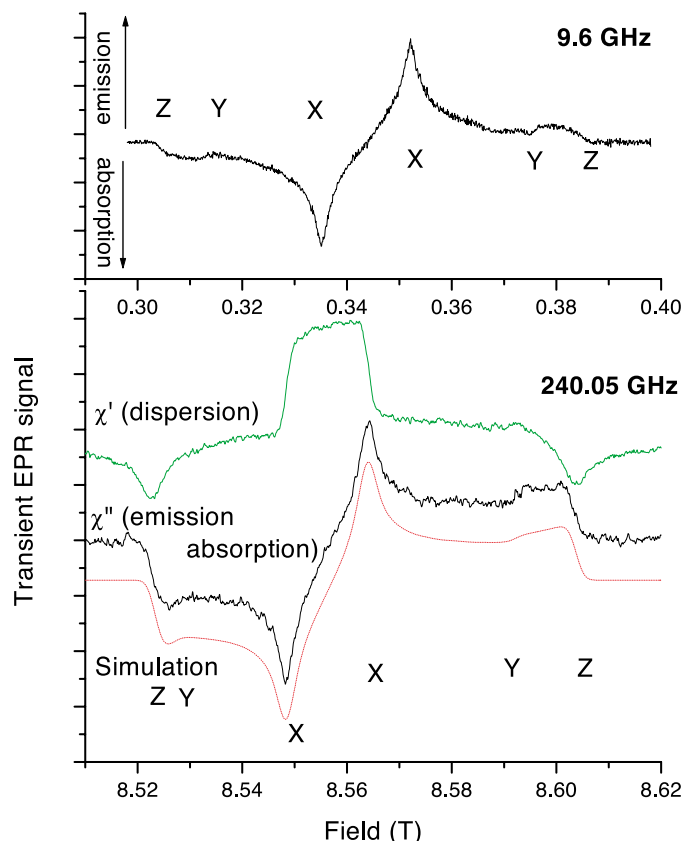 9.6 GHz
emission
absorption
Z Y X
X Y Z
0.30 0.32 0.34 0.36 0.38 0.40
240.05 GHz
χ' (dispersion)
χ" (emission
absorption)
Simulation
Z Y X X Y Z
8.52 8.54 8.56 8.58 8.60 8.62
Transient EPR signal
Field (T)